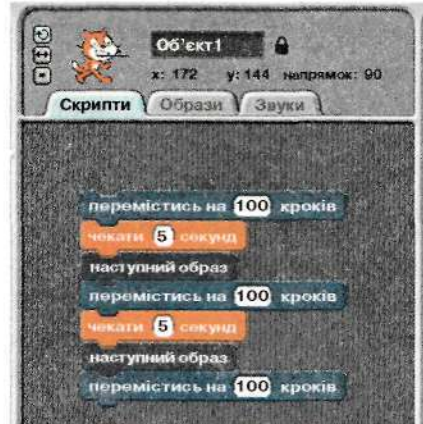 Об'єкт1
x: 172 y: 144 напрямок: 90
Скрипти Образи Звуки
перемістись на 100 кроків
чекати 5 секунд
наступний образ
перемістись на 100 кроків
чекати 5 секунд
наступний образ
перемістись на 100 кроків